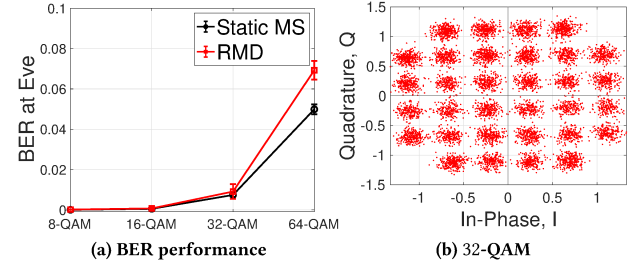 0.1
0.08
0.06
0.04
0.02
0
BER at Eve
Static MS
RMD
8-QAM 16-QAM 32-QAM 64-QAM
(a) BER performance
1.5
1
0.5
0
-0.5
-1
-1.5
Quadrature, Q
-1 -0.5 0 0.5 1
In-Phase, I
(b) 32-QAM